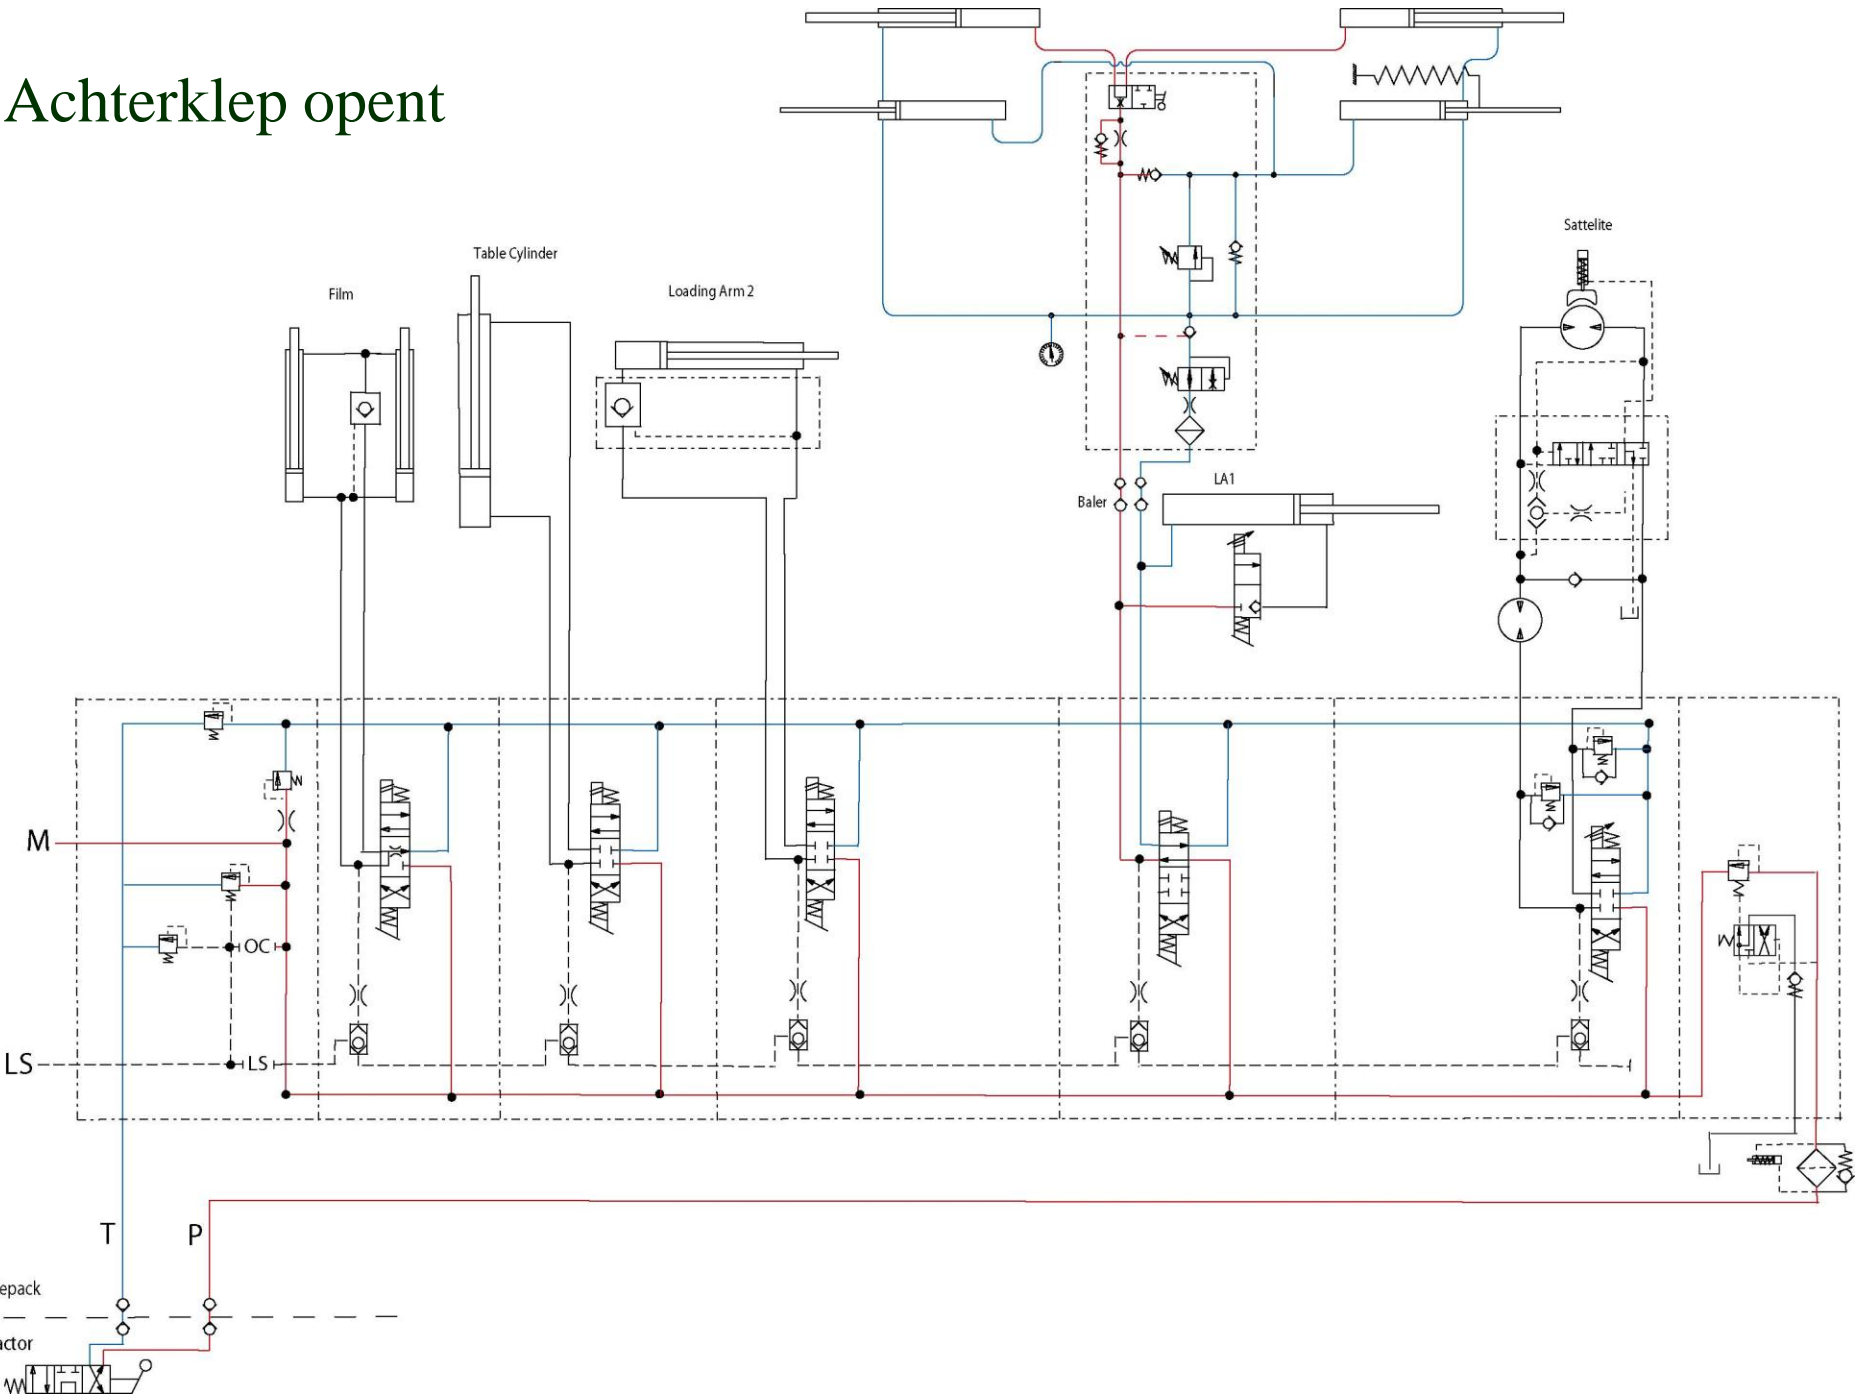 Achterklep opent
Sattelite
Table Cylinder
Film
Loading Arm 2
LA1
Baler
M
OC
LS
LS
T
P
epack
actor